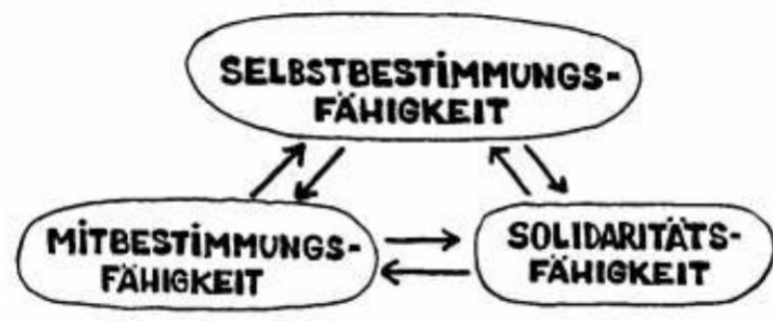 SELBSTBESTIMMUNGS-
FÄHIGKEIT
MITBESTIMMUNGS-
FÄHIGKEIT
SOLIDARITÄTS-
FÄHIGKEIT